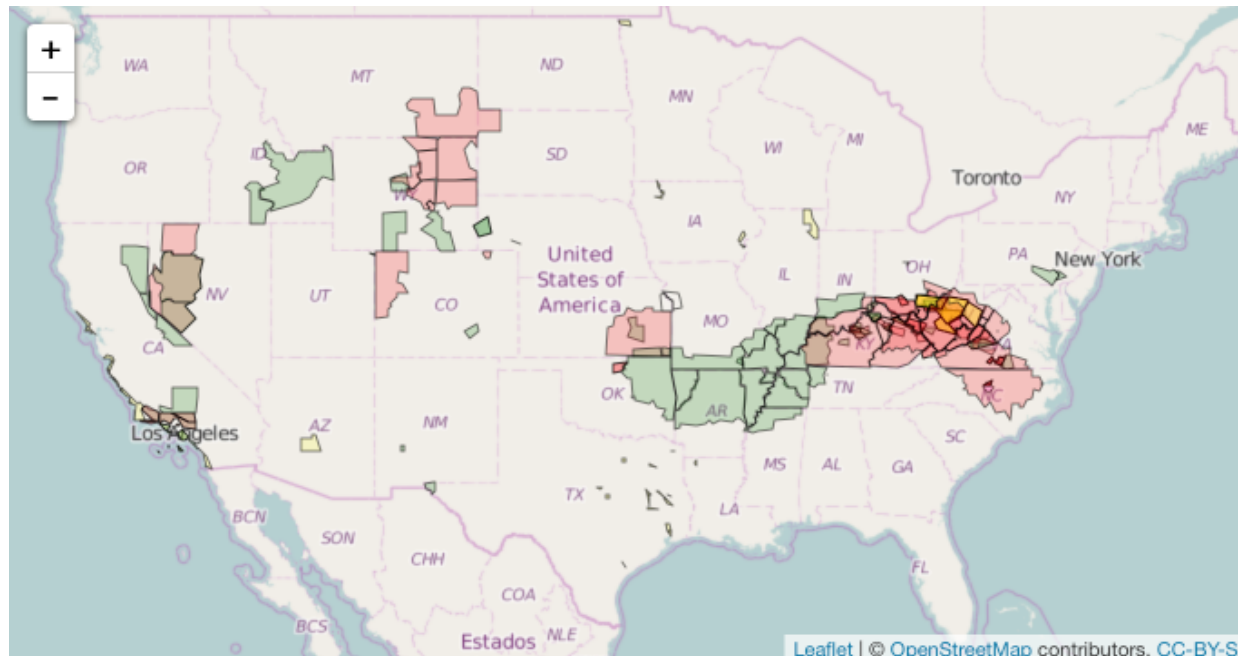 +
−
WA
MT
ND
MN
ME
ID
OR
SD
WI
MI
Toronto
NY
WY
IA
United
States of
America
PA
New York
NV
UT
CO
IL
IN
OH
CA
MO
KY
OK
TN
NC
Los Angeles
AZ
NM
AR
SC
MS
AL
GA
TX
LA
BCN
SON
CHH
FL
COA
BCS
NLE
Estados
Leaflet | © OpenStreetMap contributors, CC-BY-S